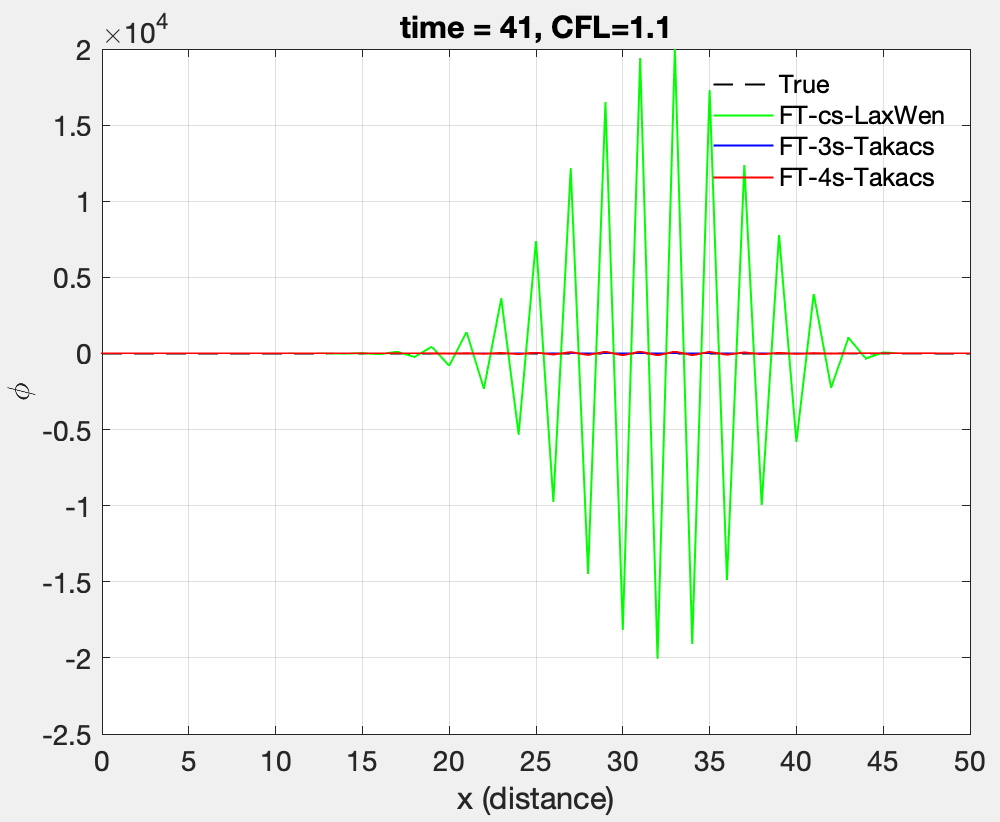 time = 41, CFL=1.1
×10⁴
2
1.5
1
0.5
0
-0.5
-1
-1.5
-2
-2.5
ϕ
True
FT-cs-LaxWen
FT-3s-Takacs
FT-4s-Takacs
0 5 10 15 20 25 30 35 40 45 50
x (distance)